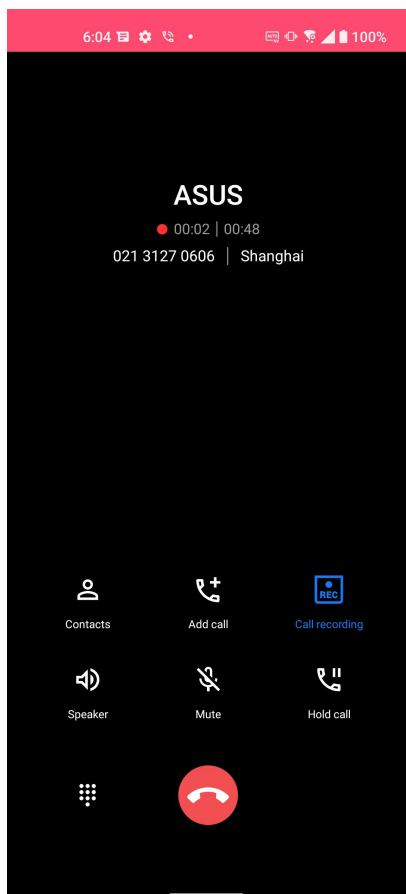 6:04 100%
ASUS
00:02 | 00:48
021 3127 0606 | Shanghai
REC
Contacts Add call Call recording
Speaker Mute Hold call